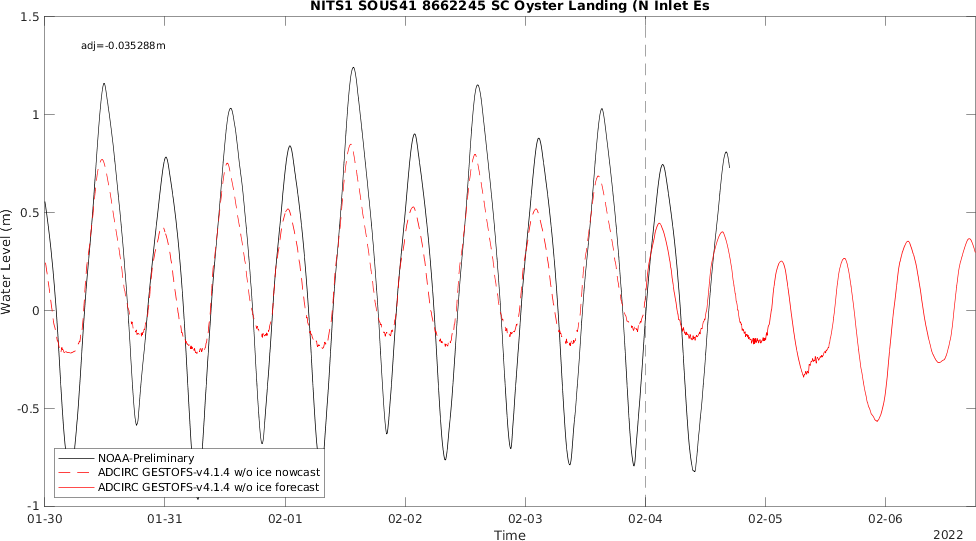 NITS1 SOUS41 8662245 SC Oyster Landing (N Inlet Es
adj=-0.035288m
Water Level (m)
1.5
1
0.5
0
-0.5
-1
NOAA-Preliminary
ADCIRC GESTOFS-v4.1.4 w/o ice nowcast
ADCIRC GESTOFS-v4.1.4 w/o ice forecast
01-30 01-31 02-01 02-02 02-03 02-04 02-05 02-06
Time
2022